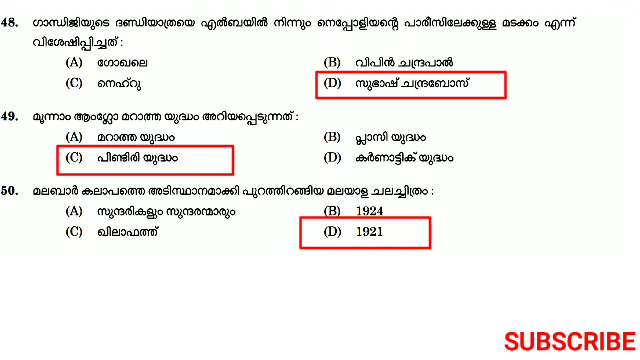 48. ഗാന്ധിജിയുടെ ദണ്ഡിയാത്രയെ എൽബയിൽ നിന്നും നെപ്പോളിയന്റെ പാരീസിലേക്കുള്ള മടക്കം എന്ന്
വിശേഷിപ്പിച്ചത് :
(A) ഗോഖലെ (B) വിപിൻ ചന്ദ്രപാൽ
(C) നെഹ്റു (D) സുഭാഷ് ചന്ദ്രബോസ്
49. മൂന്നാം ആംഗ്ലോ മറാത്ത യുദ്ധം അറിയപ്പെടുന്നത് :
(A) മറാത്ത യുദ്ധം (B) പ്ലാസി യുദ്ധം
(C) പിണ്ടിരി യുദ്ധം (D) കർണാട്ടിക് യുദ്ധം
50. മലബാർ കലാപത്തെ അടിസ്ഥാനമാക്കി പുറത്തിറങ്ങിയ മലയാള ചലച്ചിത്രം :
(A) സുന്ദരികളും സുന്ദരന്മാരും (B) 1924
(C) ഖിലാഫത്ത് (D) 1921
SUBSCRIBE